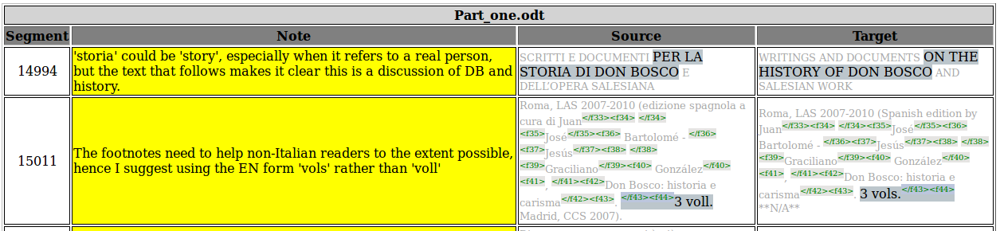 Part_one.odt
Segment Note Source Target
14994
'storia' could be 'story', especially when it refers to a real person,
but the text that follows makes it clear this is a discussion of DB and
history.
SCRITTI E DOCUMENTI PER LA
STORIA DI DON BOSCO E
DELL'OPERA SALESIANA
WRITINGS AND DOCUMENTS ON THE
HISTORY OF DON BOSCO AND
SALESIAN WORK
15011
The footnotes need to help non-Italian readers to the extent possible,
hence I suggest using the EN form 'vols' rather than 'voll'
Roma, LAS 2007-2010 (edizione spagnola a
cura di Juan</f33><f34> </f34>
<f35>José</f35><f36> Bartolomé - </f36>
<f37>Jesús</f37><f38> </f38>
<f39>Graciliano</f39><f40> González</f40>
<f41>, </f41><f42>Don Bosco: historia e
carisma</f42><f43>. </f43><f44>3 voll.
Madrid, CCS 2007).
Roma, LAS 2007-2010 (Spanish edition by
Juan</f33><f34> </f34><f35>José</f35><f36>
Bartolomé - </f36><f37>Jesús</f37><f38> </f38>
<f39>Graciliano</f39><f40> González</f40>
<f41>, </f41><f42>Don Bosco: historia e
carisma</f42><f43>. 3 vols.</f43><f44>
**N/A**